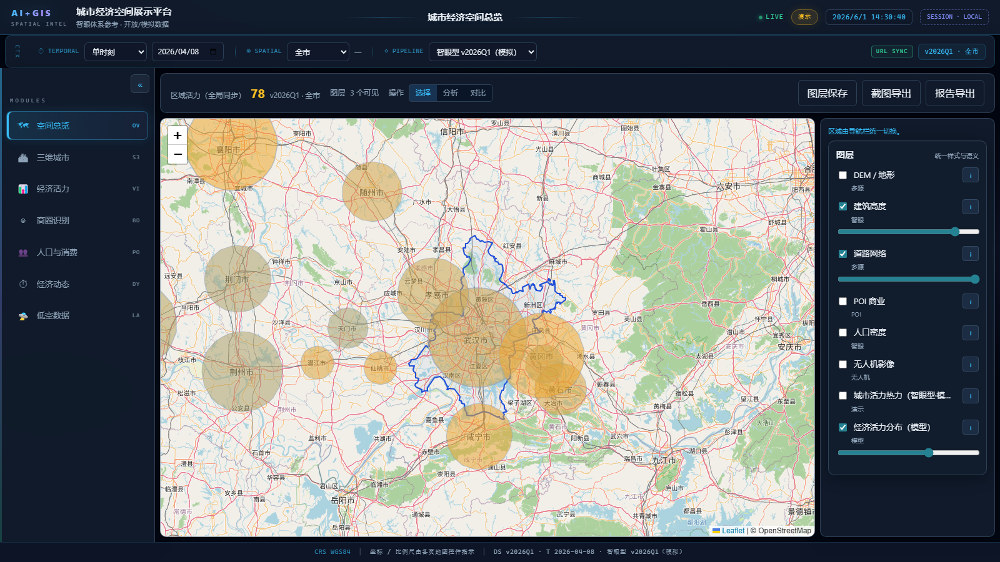 AI+GIS
SPATIAL INTEL
城市经济空间展示平台
智眼体系参考 · 开放/模拟数据
城市经济空间总览
LIVE
演示
2026/6/1 14:30:40
SESSION · LOCAL
CTX
TEMPORAL
单时刻
2026/04/08
SPATIAL
全市
—
PIPELINE
智眼型 v2026Q1（模拟）
URL SYNC
v2026Q1 · 全市
«
MODULES
空间总览 OV
三维城市 S3
经济活力 VI
商圈识别 BD
人口与消费 PO
经济动态 DY
低空数据 LA
区域活力（全局同步） 78 v2026Q1 · 全市
图层 3 个可见
操作
选择
分析
对比
图层保存
截图导出
报告导出
+
−
襄阳市
枣阳市
信阳市
罗山县
潢川县
固始县
光山县
叶集区
合肥
南漳县
宜城市
随县
随州市
广水市
大悟县
新县
商城县
金寨县
六安市
肥西县
舒城县
霍山县
安陆市
孝昌县
红安县
麻城市
钟祥市
远安县
荆门市
荆门市
京山市
孝感市
云梦县
孝感市
应城市
黄陂区
新洲区
桐城市
岳西县
当阳市
沙洋县
天门市
汉川市
武汉市
武汉市
团风县
罗田县
英山县
黄冈市
怀宁县
枞阳
潜山市
宜秀区
安庆市
安庆市
枝江市
荆州市
潜江市
仙桃市
江夏区
汉南区
黄冈市
浠水县
太湖县
蕲春县
黄石市
大冶市
松滋市
公安县
荆州市
梁子湖区
宿松县
望江县
东至县
黄梅县
嘉鱼县
咸宁市
咸宁市
黄石市
阳新县
武穴市
大浔山
彭泽县
监利市
洪湖市
石首市
赤壁市
通山县
瑞昌市
九江市
湖口县
澧县
华容县
崇阳县
临澧县
安乡县
南县
君山区
临湘市
岳阳市
庐山市
九江市
常德市
岳阳县
通城县
武宁县
共青城市
都昌县
鄱阳湖
景德镇市
Leaflet | © OpenStreetMap
区域由导航栏统一切换。
图层
统一样式与语义
DEM / 地形
多源
建筑高度
智眼
道路网络
多源
POI 商业
POI
人口密度
智眼
无人机影像
无人机
城市活力热力（智眼型·模...
演示
经济活力分布（模型）
模型
CRS WGS84 | 坐标 / 比例尺由各页地图控件指示 | DS v2026Q1 · T 2026-04-08 · 智眼型 v2026Q1（模拟）